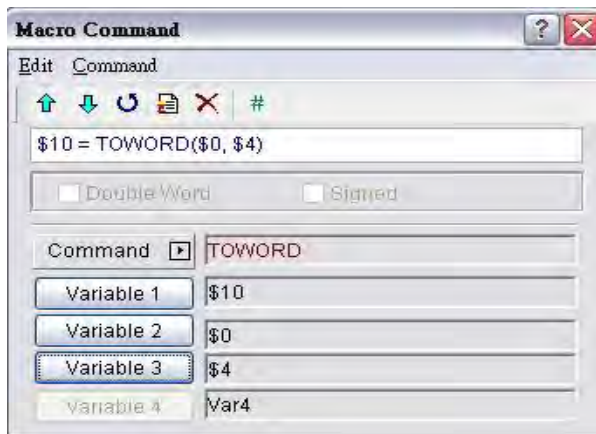 Macro Command
Edit Command
#
$10 = TOWORD($0, $4)
Double Word Signed
Command TOWORD
Variable 1 $10
Variable 2 $0
Variable 3 $4
Variable 4 Var4